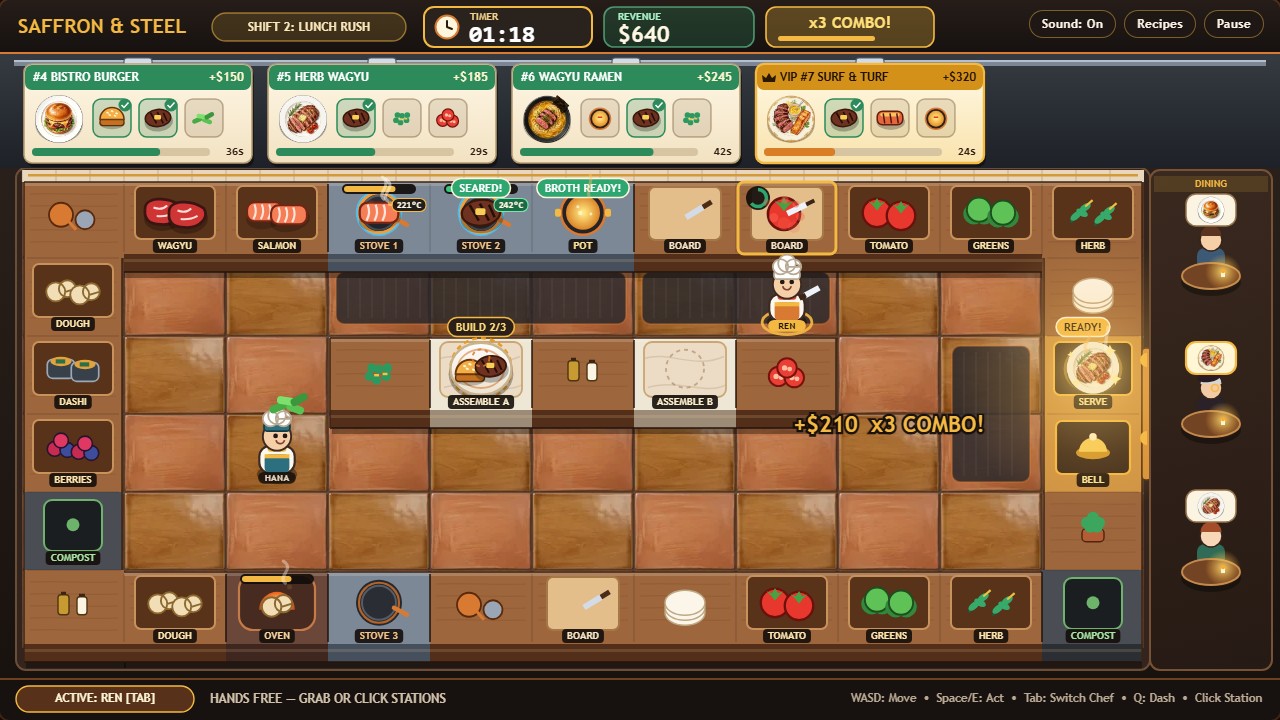 SAFFRON & STEEL
SHIFT 2: LUNCH RUSH
TIMER
01:18
REVENUE
$640
x3 COMBO!
Sound: On
Recipes
Pause
#4 BISTRO BURGER +$150
36s
#5 HERB WAGYU +$185
29s
#6 WAGYU RAMEN +$245
42s
VIP #7 SURF & TURF +$320
24s
DINING
SEARED!
BROTH READY!
221°C
242°C
WAGYU
SALMON
STOVE 1
STOVE 2
POT
BOARD
BOARD
TOMATO
GREENS
HERB
DOUGH
REN
BUILD 2/3
READY!
DASHI
ASSEMBLE A
ASSEMBLE B
SERVE
+$210 x3 COMBO!
BERRIES
HANA
BELL
COMPOST
DOUGH
OVEN
STOVE 3
BOARD
TOMATO
GREENS
HERB
COMPOST
ACTIVE: REN [TAB]
HANDS FREE — GRAB OR CLICK STATIONS
WASD: Move • Space/E: Act • Tab: Switch Chef • Q: Dash • Click Station